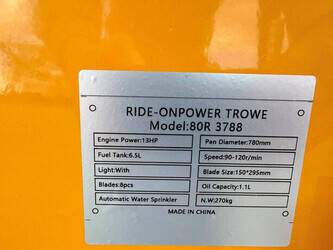 RIDE-ONPOWER TROWE
Model:80R 3788
Engine Power:13HP
Pan Diameter:780mm
Fuel Tank:6.5L
Speed:90-120r/min
Light:With
Blade Size:150*295mm
Blades:8pcs
Oil Capacity:1.1L
Automatic Water Sprinkler
N.W:270kg
MADE IN CHINA